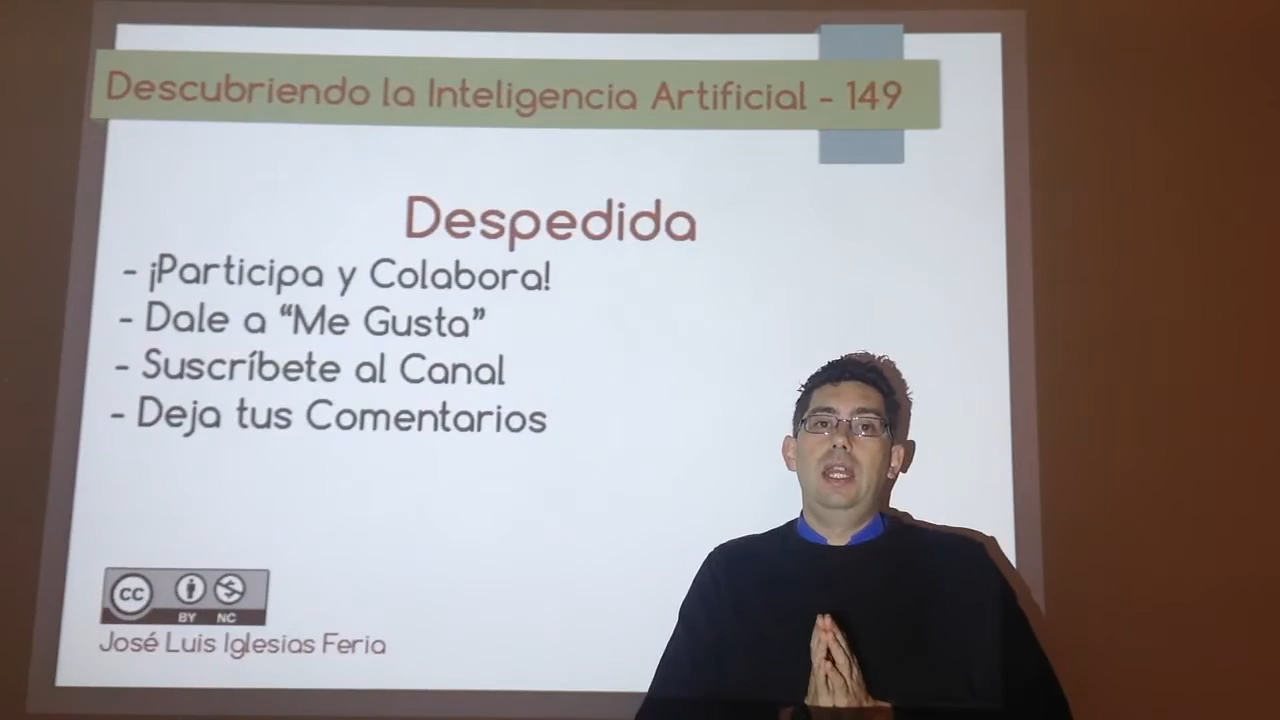 Descubriendo la Inteligencia Artificial - 149
Despedida
- ¡Participa y Colabora!
- Dale a “Me Gusta”
- Suscríbete al Canal
- Deja tus Comentarios
CC
BY NC
José Luis Iglesias Feria